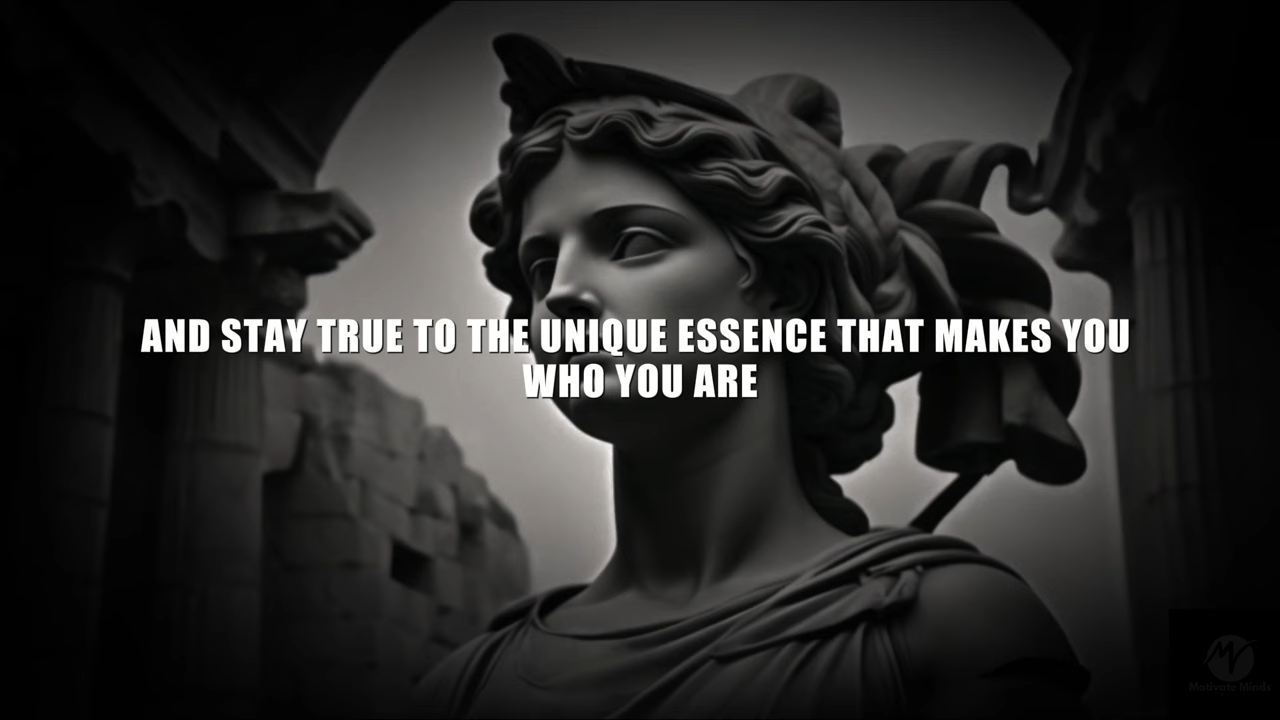 AND STAY TRUE TO THE UNIQUE ESSENCE THAT MAKES YOU
WHO YOU ARE
Motivate Minds